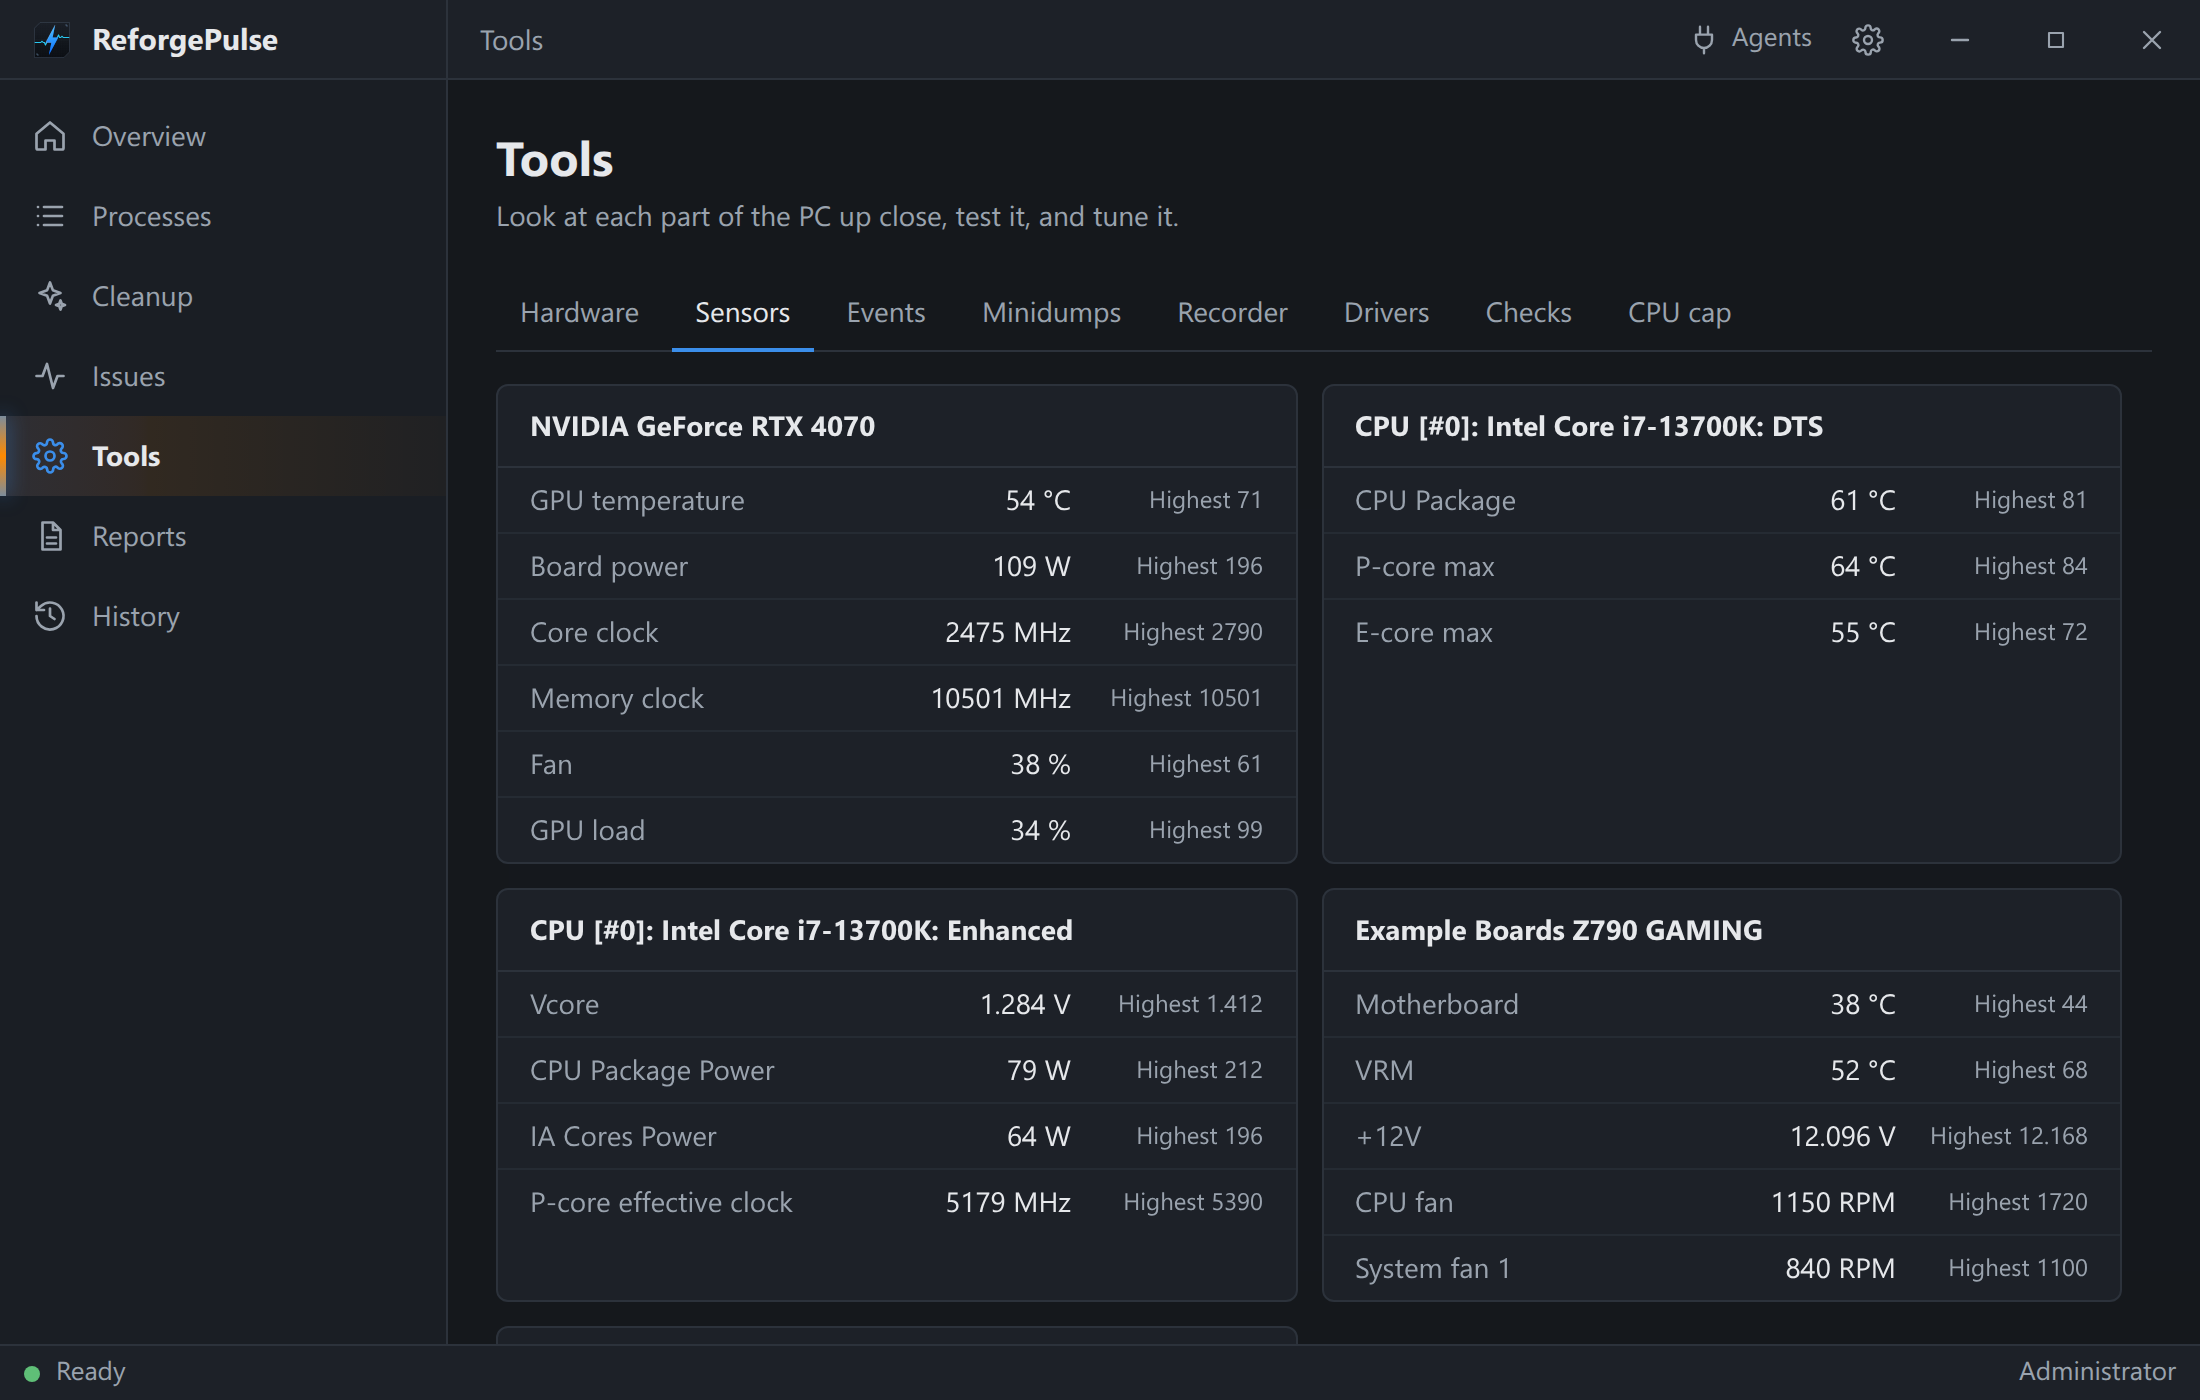 ReforgePulse
Tools
Agents
Overview
Processes
Cleanup
Issues
Tools
Reports
History
Tools
Look at each part of the PC up close, test it, and tune it.
Hardware Sensors Events Minidumps Recorder Drivers Checks CPU cap
NVIDIA GeForce RTX 4070
GPU temperature 54 °C Highest 71
Board power 109 W Highest 196
Core clock 2475 MHz Highest 2790
Memory clock 10501 MHz Highest 10501
Fan 38 % Highest 61
GPU load 34 % Highest 99
CPU [#0]: Intel Core i7-13700K: DTS
CPU Package 61 °C Highest 81
P-core max 64 °C Highest 84
E-core max 55 °C Highest 72
CPU [#0]: Intel Core i7-13700K: Enhanced
Vcore 1.284 V Highest 1.412
CPU Package Power 79 W Highest 212
IA Cores Power 64 W Highest 196
P-core effective clock 5179 MHz Highest 5390
Example Boards Z790 GAMING
Motherboard 38 °C Highest 44
VRM 52 °C Highest 68
+12V 12.096 V Highest 12.168
CPU fan 1150 RPM Highest 1720
System fan 1 840 RPM Highest 1100
Ready
Administrator